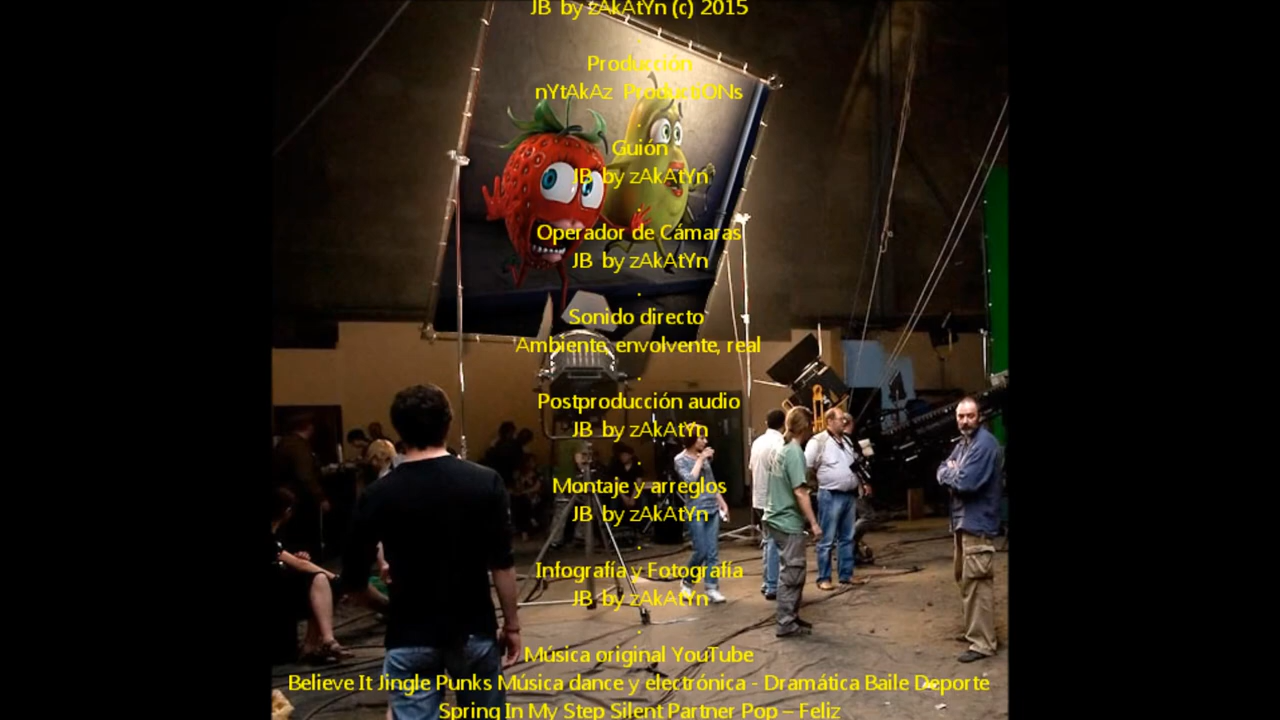 JB by zAkAtYn (c) 2015
.
Producción
nYtAkAz ProductiONs
.
Guión
JB by zAkAtYn
.
Operador de Cámaras
JB by zAkAtYn
.
Sonido directo
Ambiente, envolvente, real
.
Postproducción audio
JB by zAkAtYn
.
Montaje y arreglos
JB by zAkAtYn
.
Infografía y Fotografía
JB by zAkAtYn
.
Música original YouTube
Believe It Jingle Punks Música dance y electrónica - Dramática Baile Deporte
Spring In My Step Silent Partner Pop – Feliz